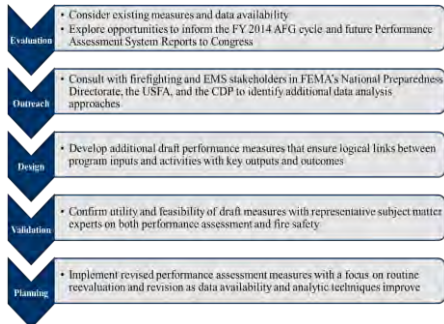 Evaluation
• Consider existing measures and data availability
• Explore opportunities to inform the FY 2014 AFG cycle and future Performance
Assessment System Reports to Congress
Outreach
• Consult with firefighting and EMS stakeholders in FEMA's National Preparedness
Directorate, the USFA, and the CDP to identify additional data analysis
approaches
Design
• Develop additional draft performance measures that ensure logical links between
program inputs and activities with key outputs and outcomes
Validation
• Confirm utility and feasibility of draft measures with representative subject matter
experts on both performance assessment and fire safety
Planning
• Implement revised performance assessment measures with a focus on routine
reevaluation and revision as data availability and analytic techniques improve